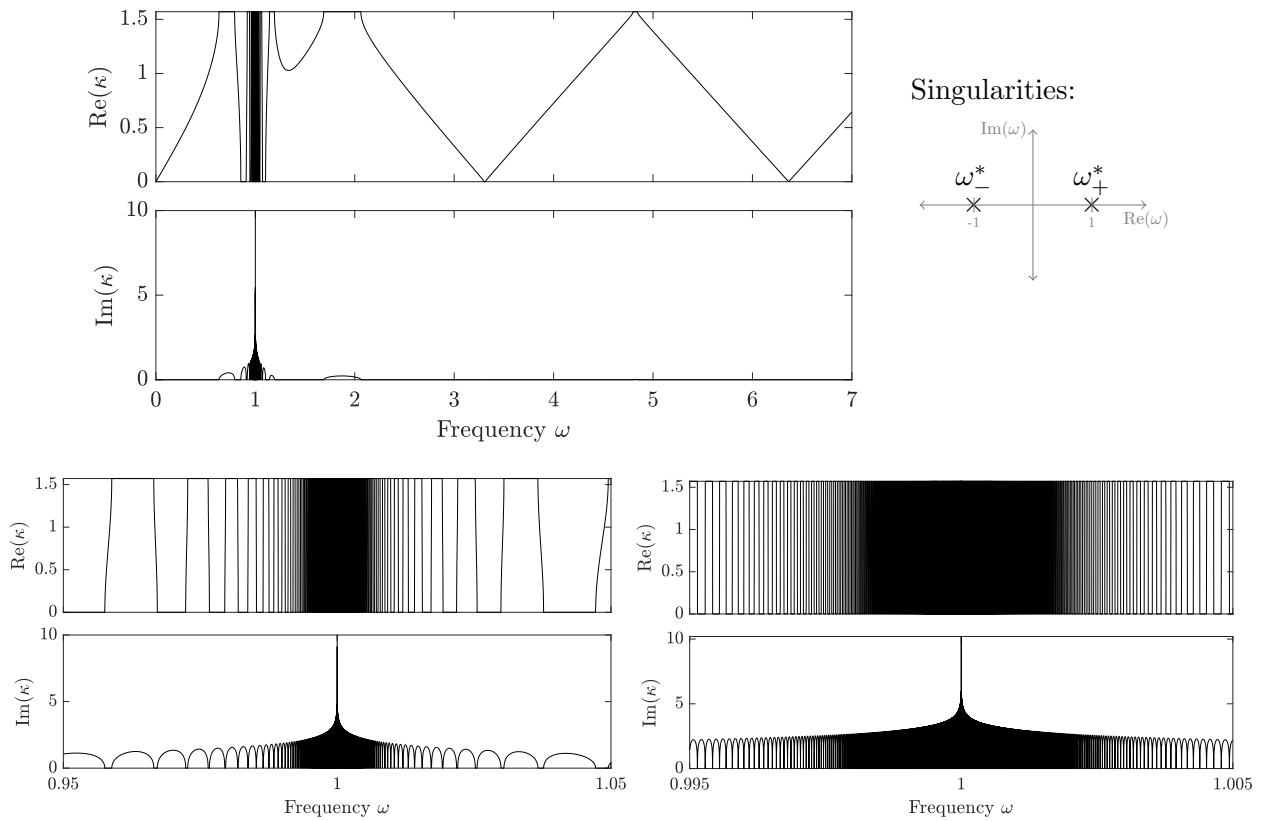 1.5
1
0.5
0
Re(κ)
10
5
0
Im(κ)
0 1 2 3 4 5 6 7
Frequency ω
Singularities:
Im(ω)
ω*₋ ω*₊
-1 1 Re(ω)
1.5
1
0.5
0
Re(κ)
10
5
0
Im(κ)
0.95 1 1.05
Frequency ω
1.5
1
0.5
0
Re(κ)
10
5
0
Im(κ)
0.995 1 1.005
Frequency ω